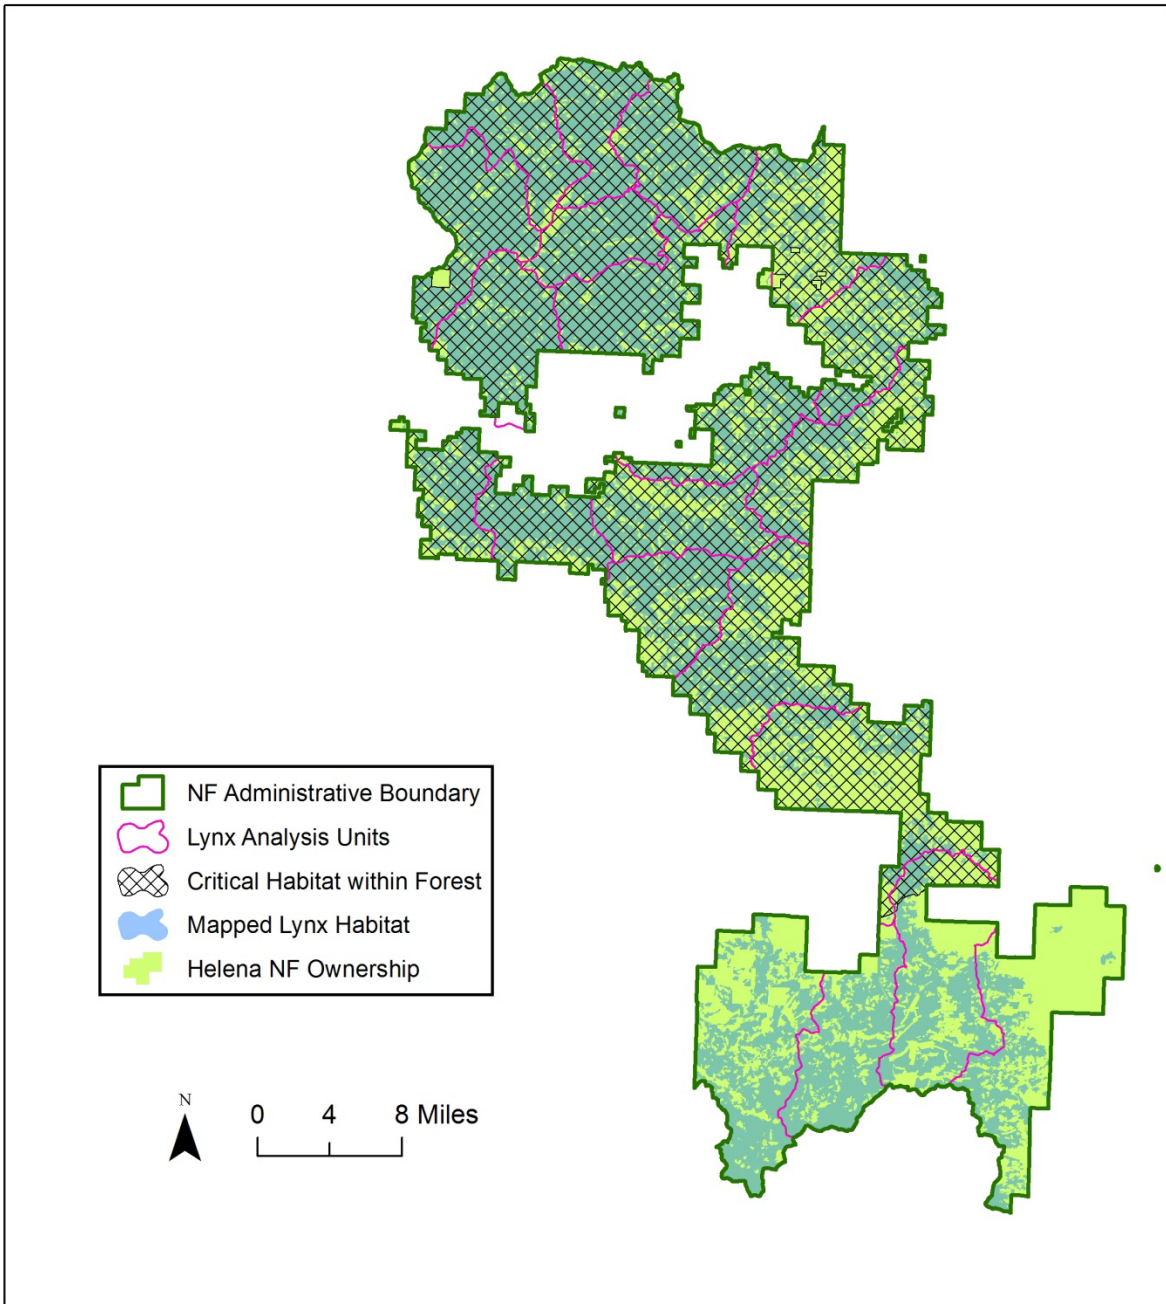 NF Administrative Boundary
Lynx Analysis Units
Critical Habitat within Forest
Mapped Lynx Habitat
Helena NF Ownership
N
0 4 8 Miles